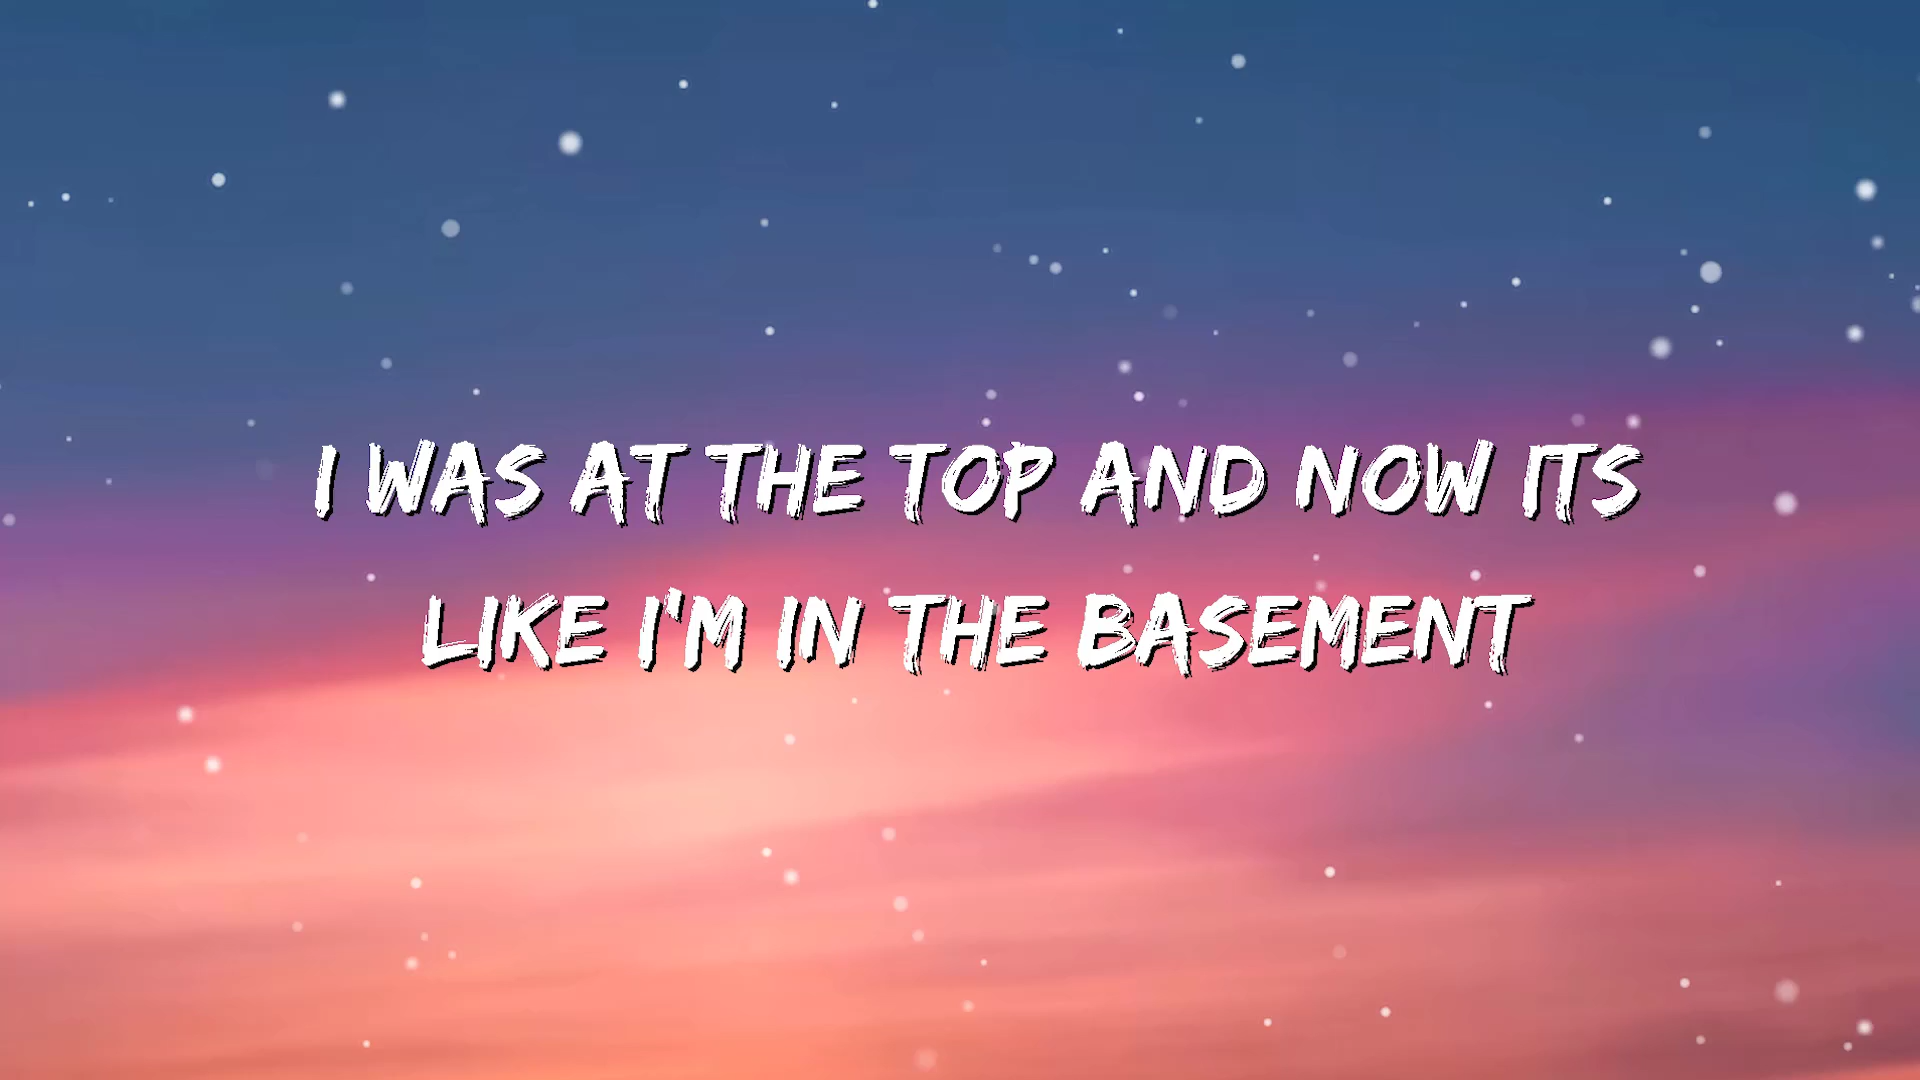 I WAS AT THE TOP AND NOW ITS
LIKE I'M IN THE BASEMENT